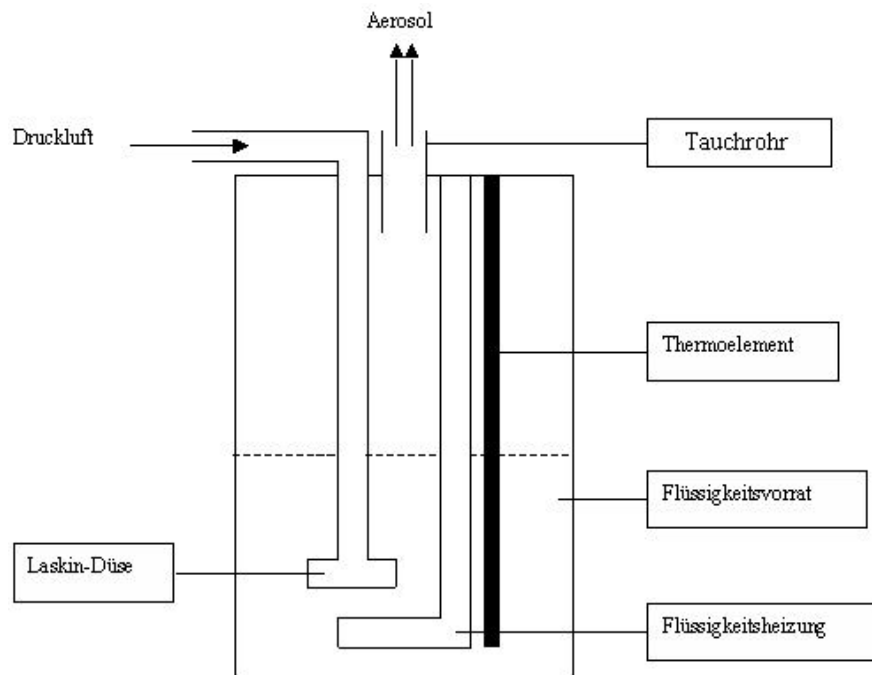 Aerosol
Druckluft
Tauchrohr
Thermoelement
Flüssigkeitsvorrat
Laskin-Düse
Flüssigkeitsheizung